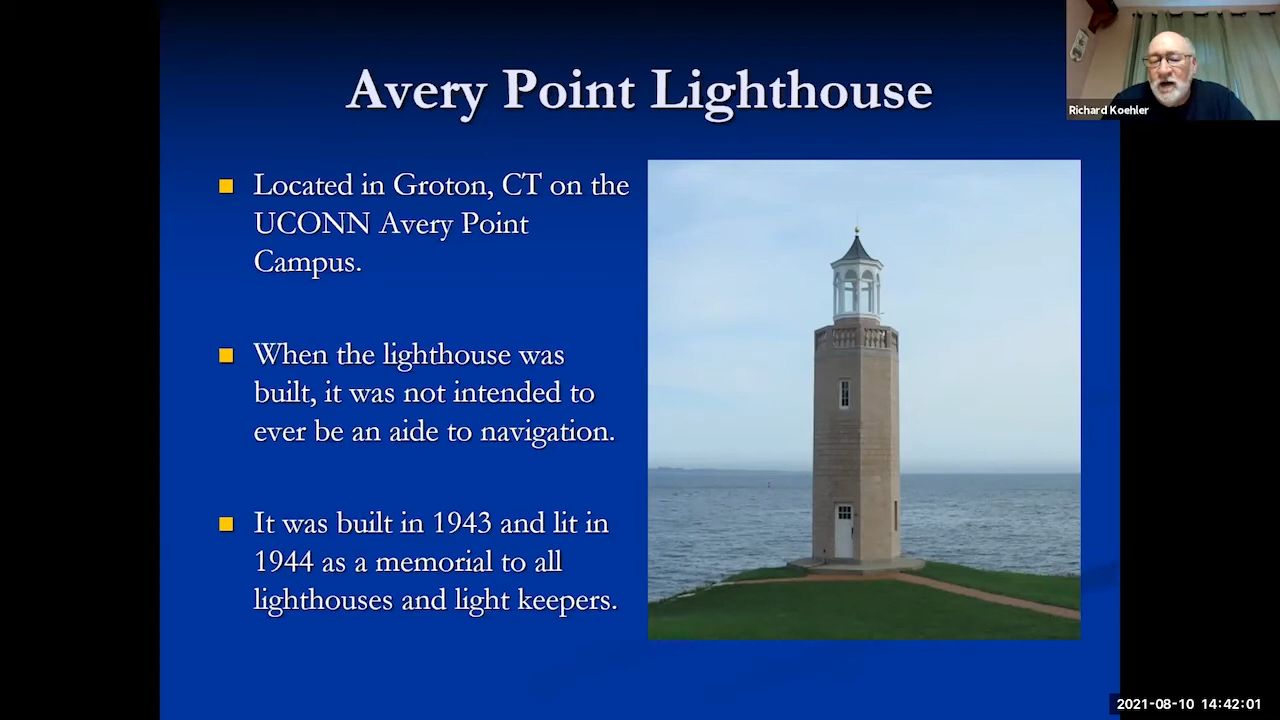 Avery Point Lighthouse
Located in Groton, CT on the
UCONN Avery Point
Campus.
When the lighthouse was
built, it was not intended to
ever be an aide to navigation.
It was built in 1943 and lit in
1944 as a memorial to all
lighthouses and light keepers.
Richard Koehler
2021-08-10 14:42:01